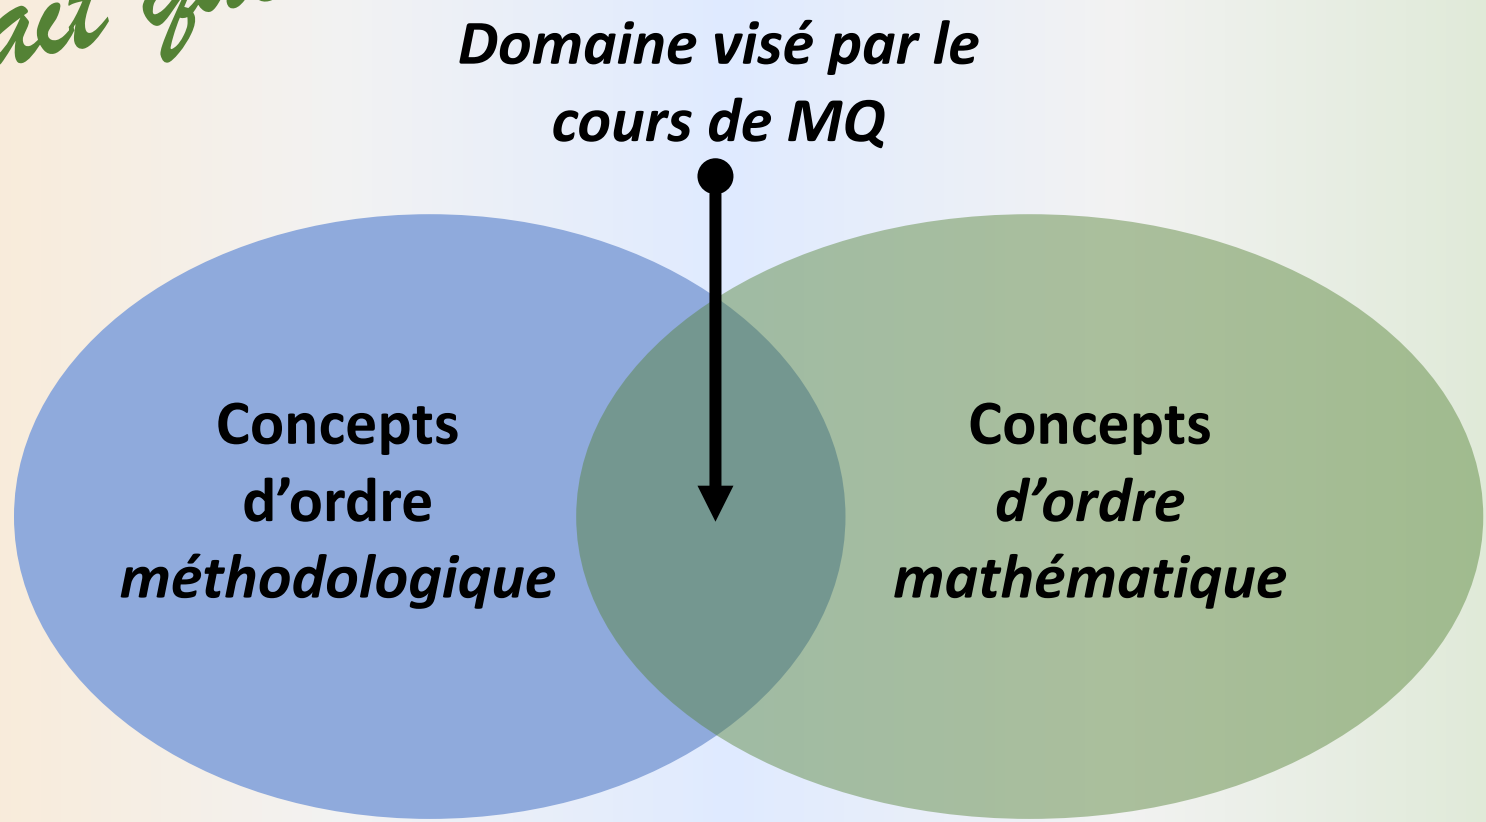 Domaine visé par le
cours de MQ
Concepts
d’ordre
méthodologique
Concepts
d’ordre
mathématique